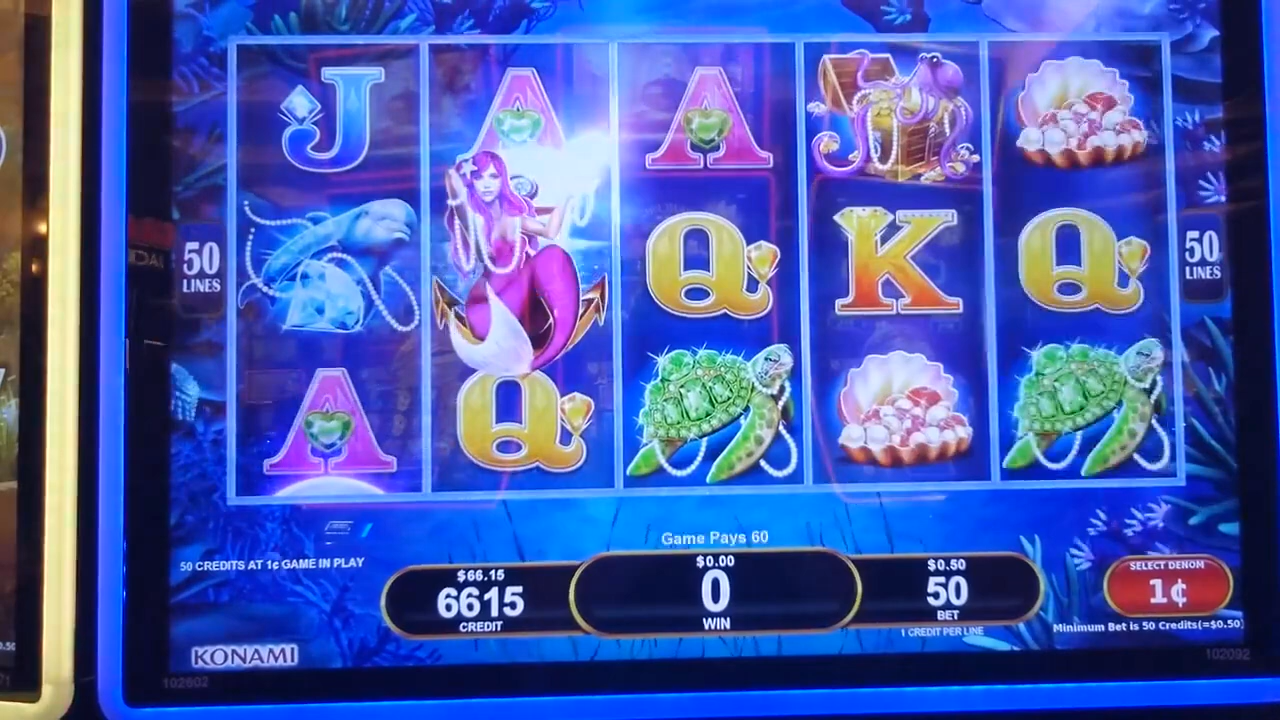 J A A
50 LINES
Q K Q
50 LINES
A Q
Game Pays 60
50 CREDITS AT 1¢ GAME IN PLAY
$66.15
6615
CREDIT
$0.00
0
WIN
$0.50
50
BET
1 CREDIT PER LINE
SELECT DENOM
1¢
Minimum Bet is 50 Credits(=$0.50)
KONAMI
102602
102092